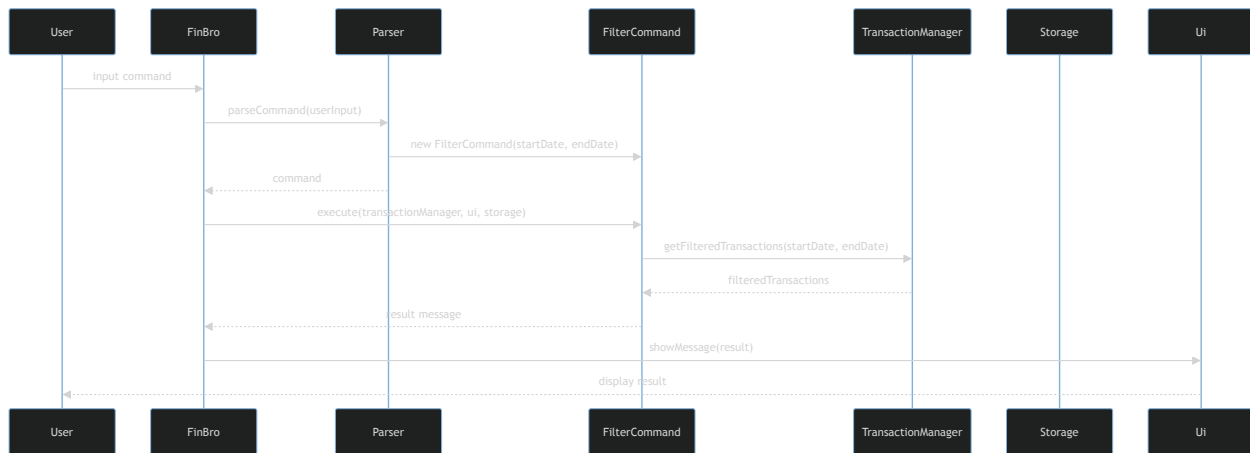 User
FinBro
Parser
FilterCommand
TransactionManager
Storage
Ui
input command
parseCommand(userInput)
new FilterCommand(startDate, endDate)
command
execute(transactionManager, ui, storage)
getFilteredTransactions(startDate, endDate)
filteredTransactions
result message
showMessage(result)
display result
User
FinBro
Parser
FilterCommand
TransactionManager
Storage
Ui